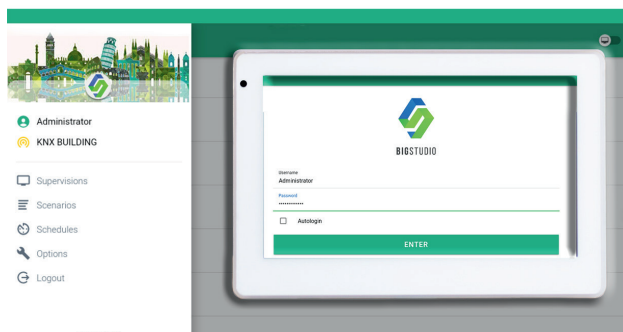 Administrator
KNX BUILDING
Supervisions
Scenarios
Schedules
Options
Logout
BIGSTUDIO
Username
Administrator
Password
••••••••••••
Autologin
ENTER